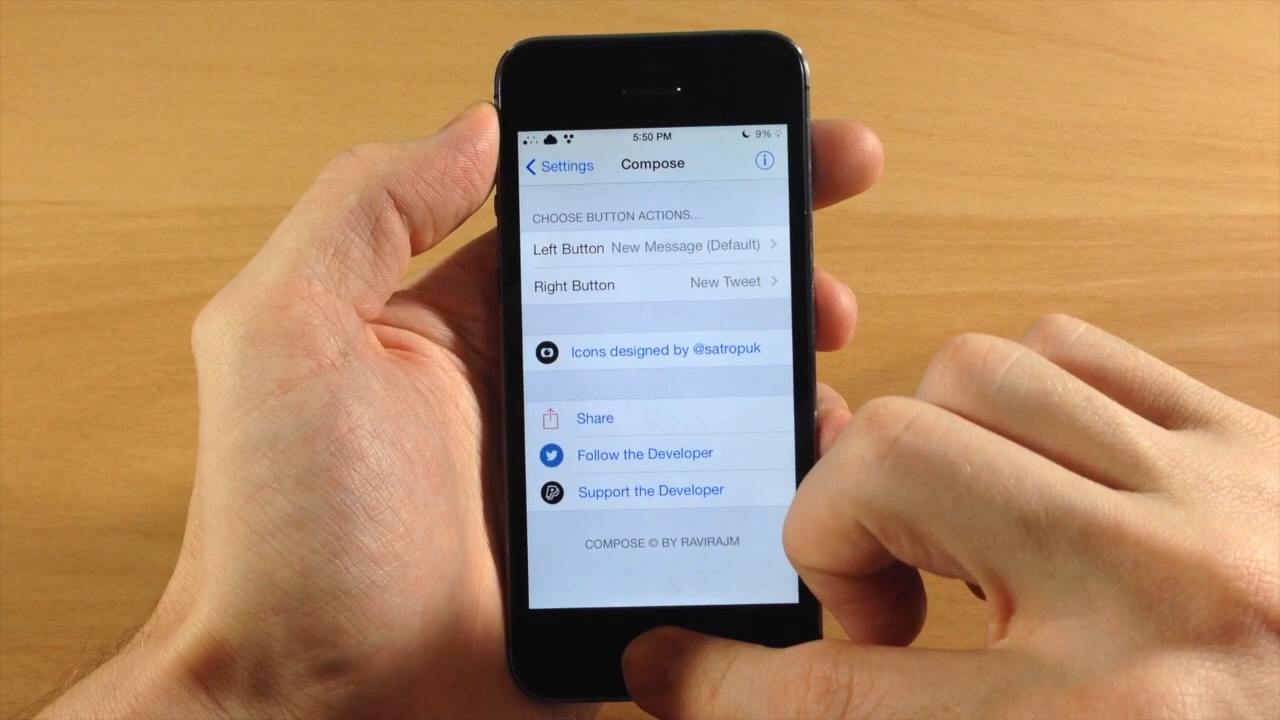 5:50 PM
9%
Settings
Compose
CHOOSE BUTTON ACTIONS...
Left Button New Message (Default)
Right Button New Tweet
Icons designed by @satropuk
Share
Follow the Developer
Support the Developer
COMPOSE © BY RAVIRAJM